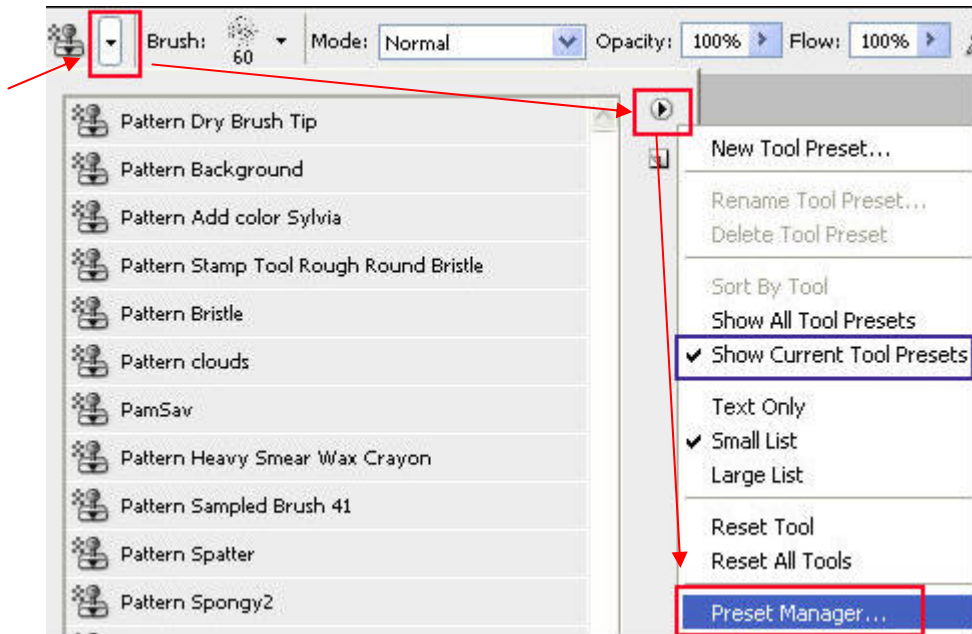 Brush: 60 Mode: Normal Opacity: 100% Flow: 100%
Pattern Dry Brush Tip
Pattern Background
Pattern Add color Sylvia
Pattern Stamp Tool Rough Round Bristle
Pattern Bristle
Pattern clouds
PamSav
Pattern Heavy Smear Wax Crayon
Pattern Sampled Brush 41
Pattern Spatter
Pattern Spongy2
New Tool Preset...
Rename Tool Preset...
Delete Tool Preset
Sort By Tool
Show All Tool Presets
Show Current Tool Presets
Text Only
Small List
Large List
Reset Tool
Reset All Tools
Preset Manager...